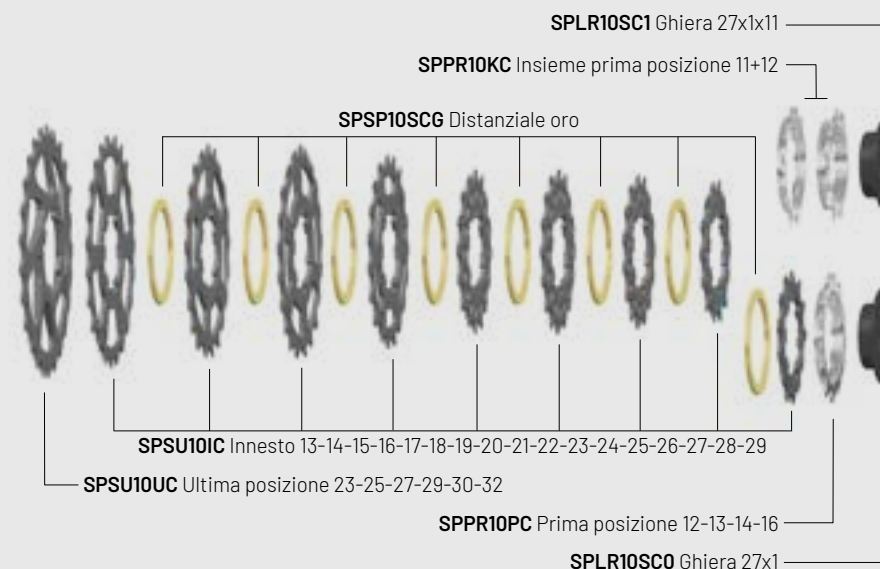 SPLR10SC1 Ghiera 27x1x11
SPPR10KC Insieme prima posizione 11+12
SPSP10SCG Distanziale oro
SPSU10IC Innesto 13-14-15-16-17-18-19-20-21-22-23-24-25-26-27-28-29
SPSU10UC Ultima posizione 23-25-27-29-30-32
SPPR10PC Prima posizione 12-13-14-16
SPLR10SC0 Ghiera 27x1